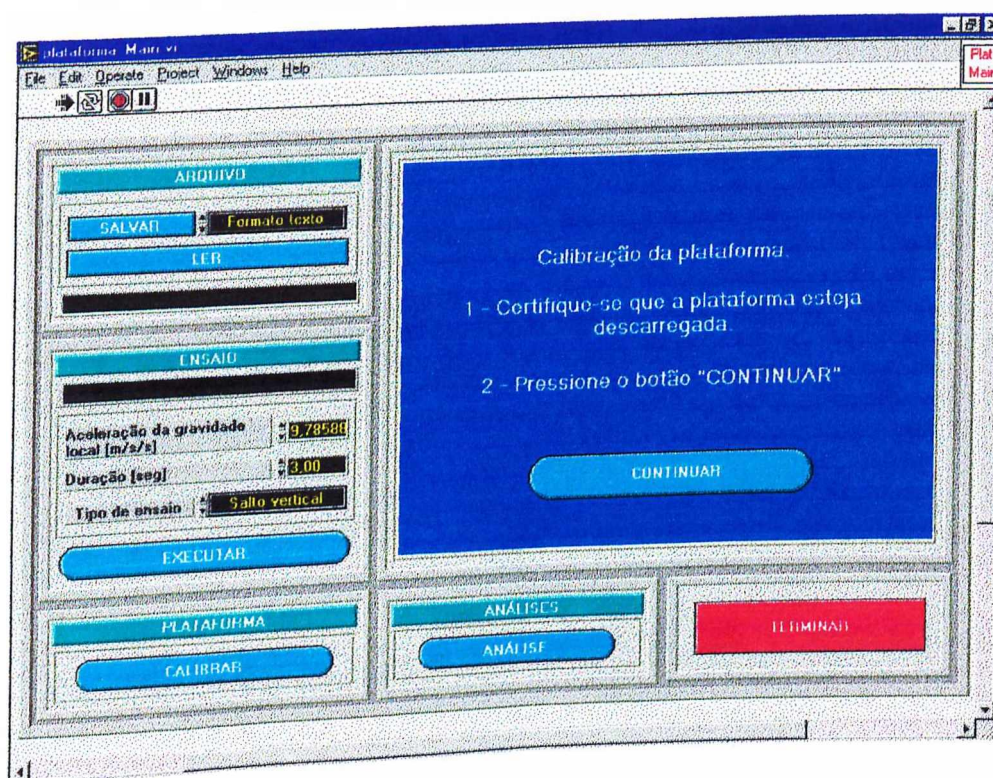 plataforma Main vi
File Edit Operate Project Windows Help
Plat
Main
ARQUIVO
SALVAR Formato texto
LER
ENSAIO
Aceleração da gravidade
local [m/s/s] 9,78588
Duração [seg] 3,00
Tipo de ensaio Salto vertical
EXECUTAR
PLATAFORMA
CALIBRAR
Calibração da plataforma.
1 - Certifique-se que a plataforma esteja
descarregada.
2 - Pressione o botão "CONTINUAR"
CONTINUAR
ANÁLISES
ANÁLISE
TERMINAR